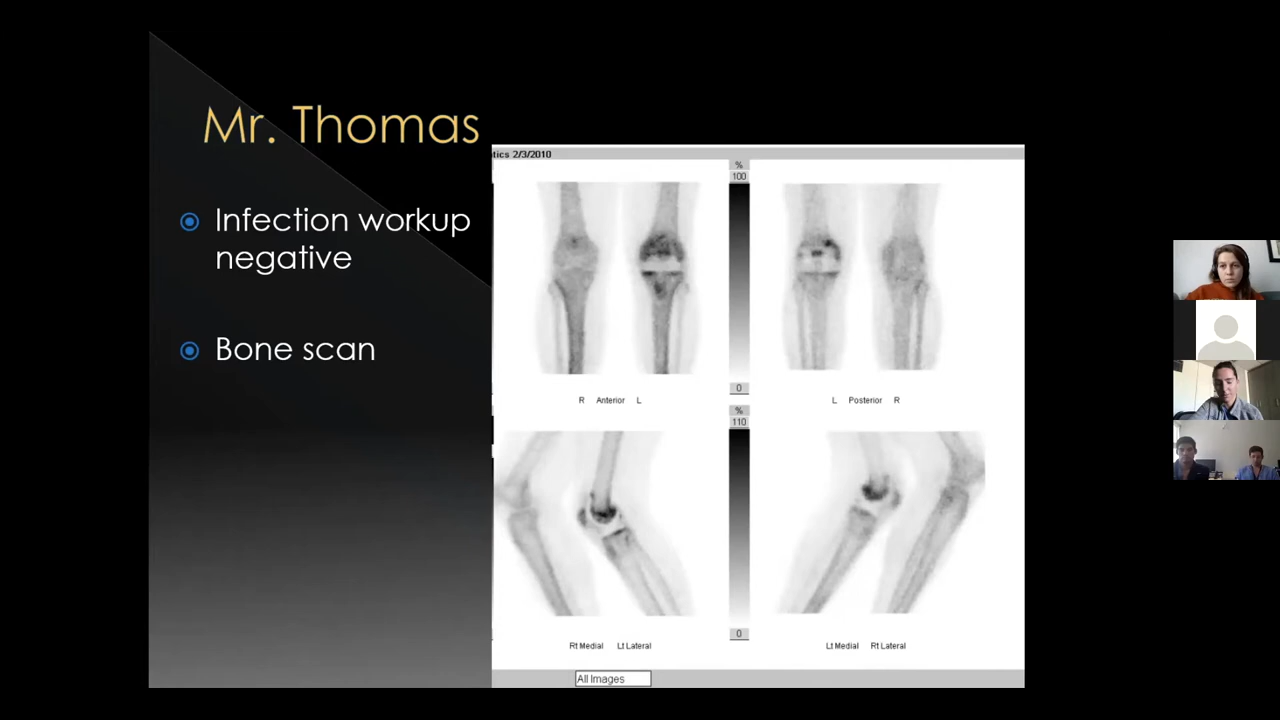 Mr. Thomas
Infection workup
negative
Bone scan
tics 2/3/2010
%
100
0
R Anterior L
L Posterior R
%
110
0
Rt Medial Lt Lateral
Lt Medial Rt Lateral
All Images